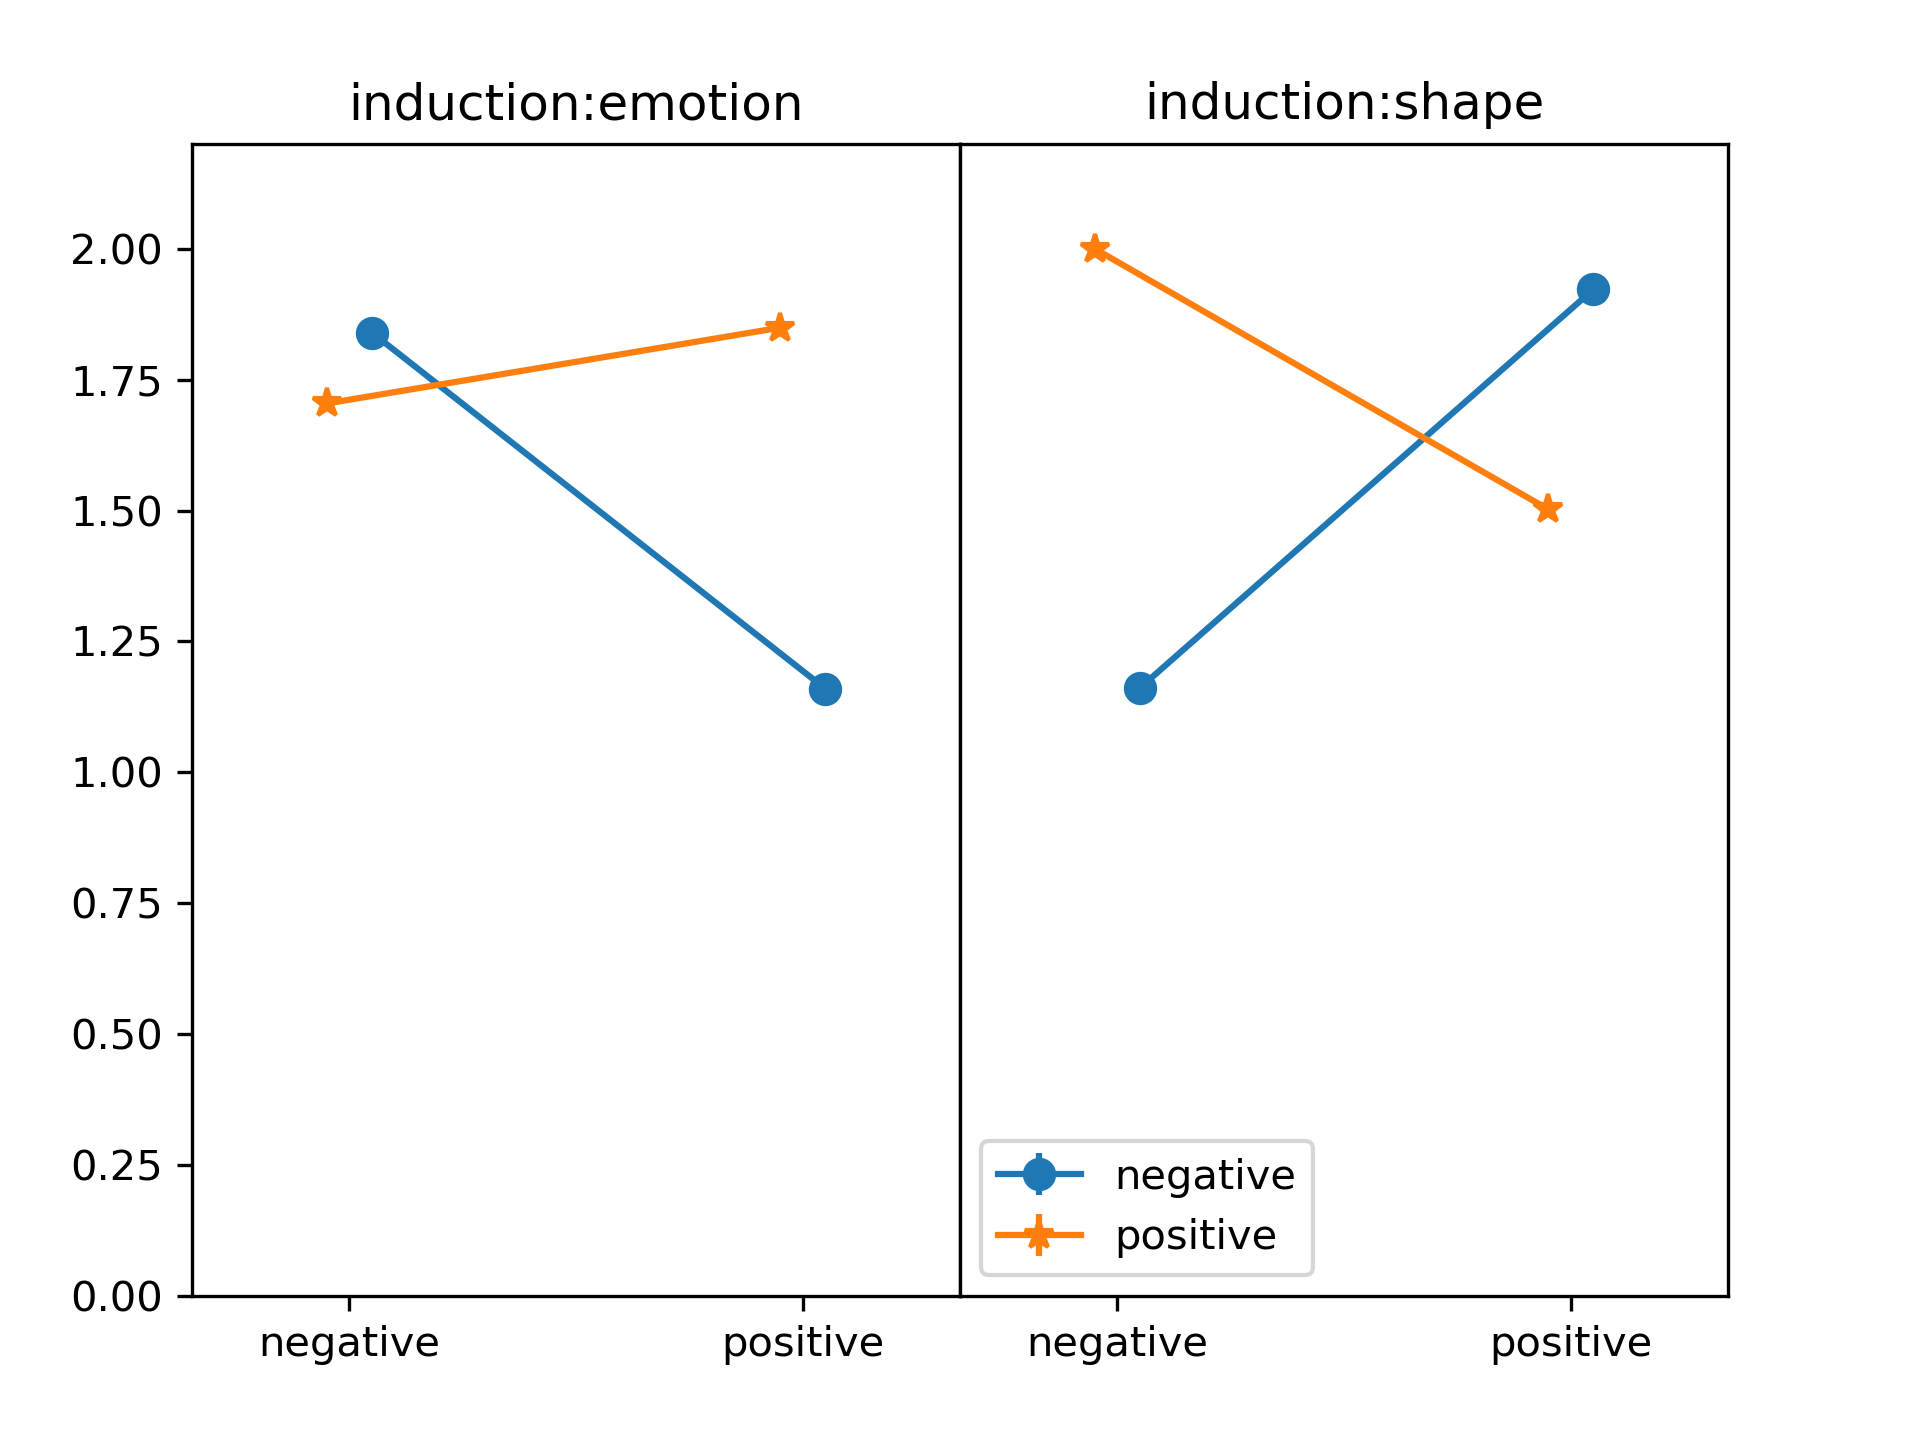 induction:emotion
induction:shape
2.00
1.75
1.50
1.25
1.00
0.75
0.50
0.25
0.00
negative
positive
negative
positive
negative
positive